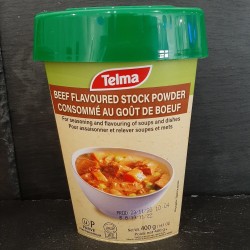 Telma
BEEF FLAVOURED STOCK POWDER
CONSOMMÉ AU GOÛT DE BOEUF
For seasoning and flavouring of soups and dishes
Pour assaisonner et relever soupes et mets
P
400 g